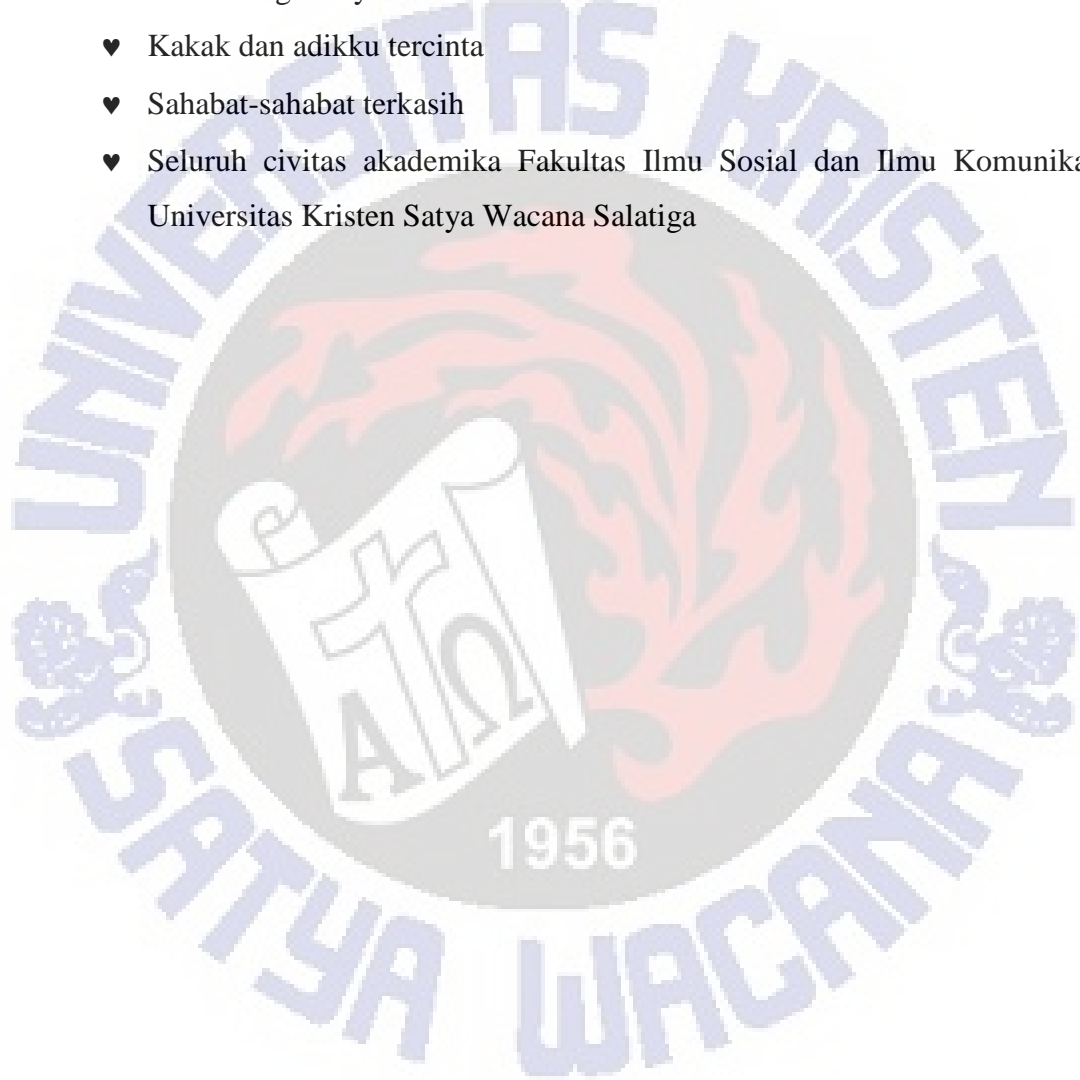 ♥ Kakak dan adikku tercinta
♥ Sahabat-sahabat terkasih
♥ Seluruh civitas akademika Fakultas Ilmu Sosial dan Ilmu
Universitas Kristen Satya Wacana Salatiga
UNIVERSITAS KRISTEN
Α Ω
1956
SATYA WACANA